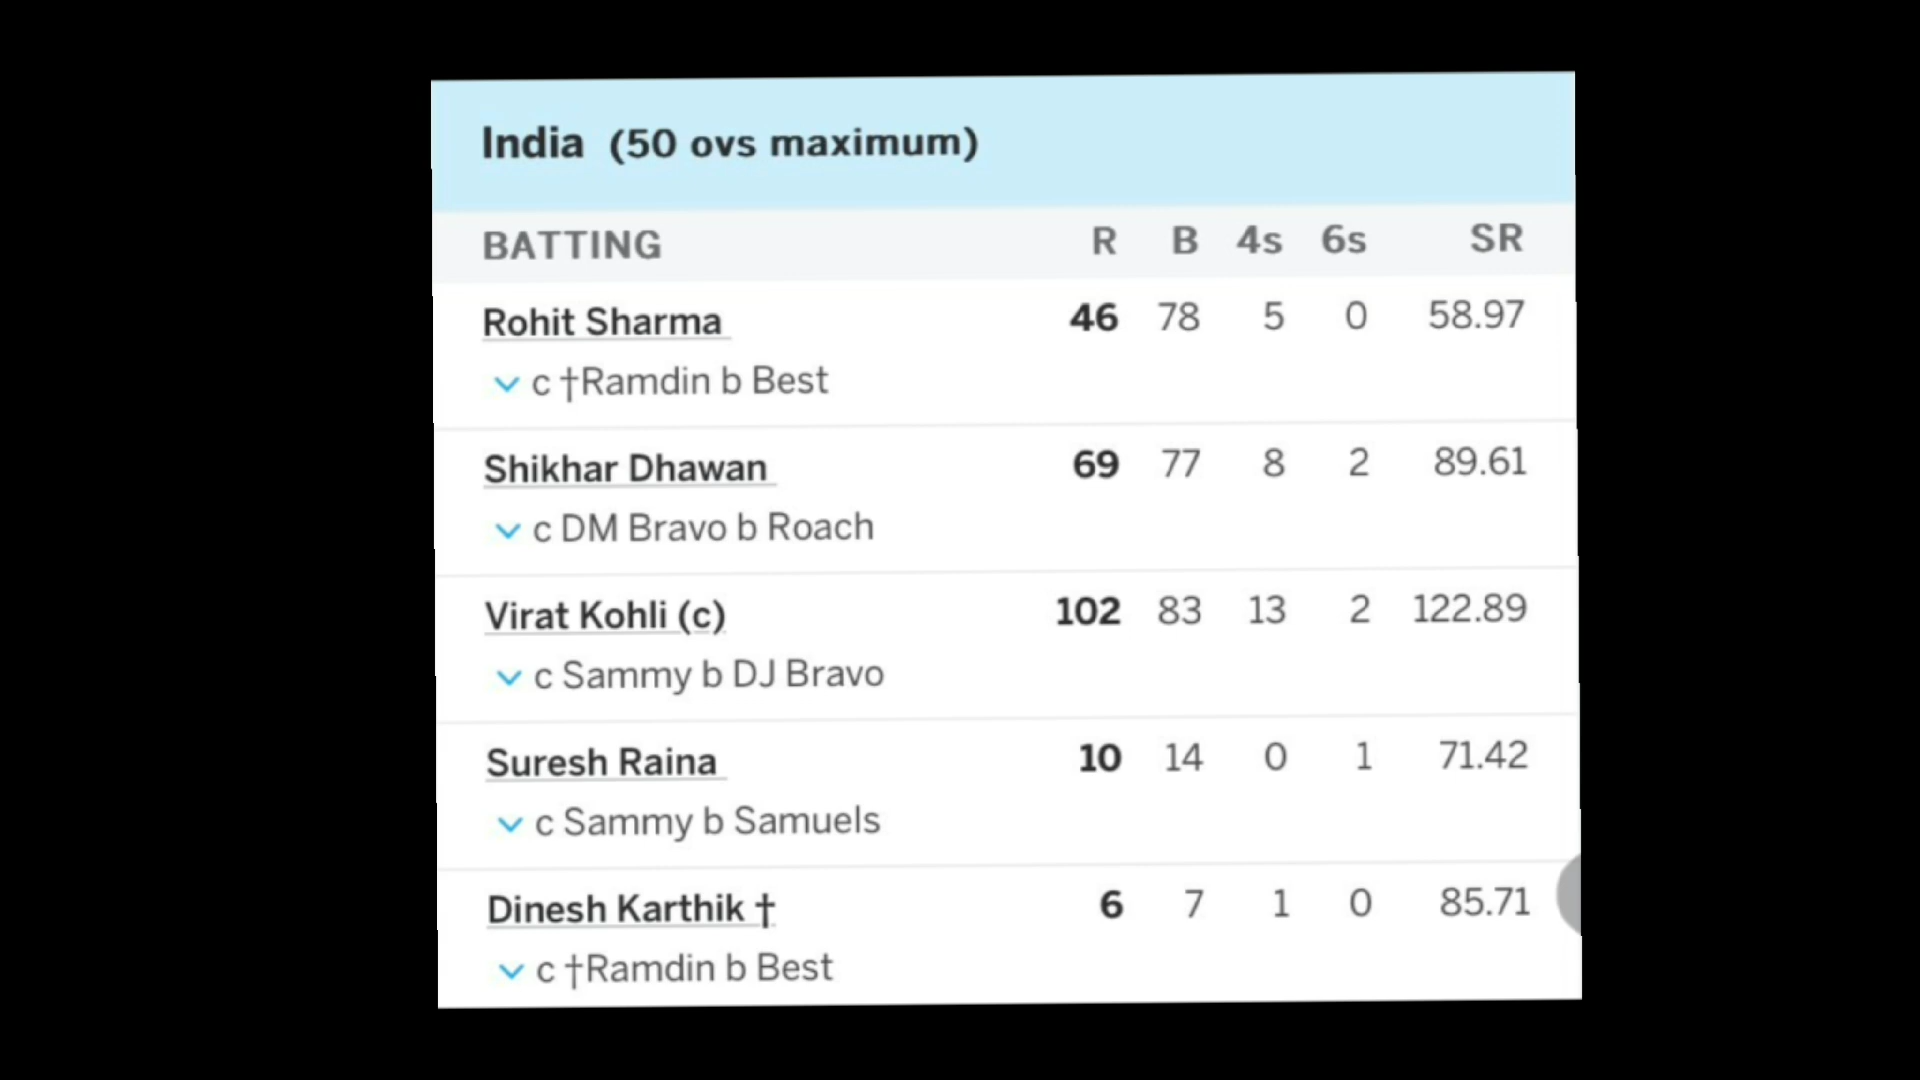 India (50 ovs maximum)
BATTING R B 4s 6s SR
Rohit Sharma 46 78 5 0 58.97
c †Ramdin b Best
Shikhar Dhawan 69 77 8 2 89.61
c DM Bravo b Roach
Virat Kohli (c) 102 83 13 2 122.89
c Sammy b DJ Bravo
Suresh Raina 10 14 0 1 71.42
c Sammy b Samuels
Dinesh Karthik † 6 7 1 0 85.71
c †Ramdin b Best